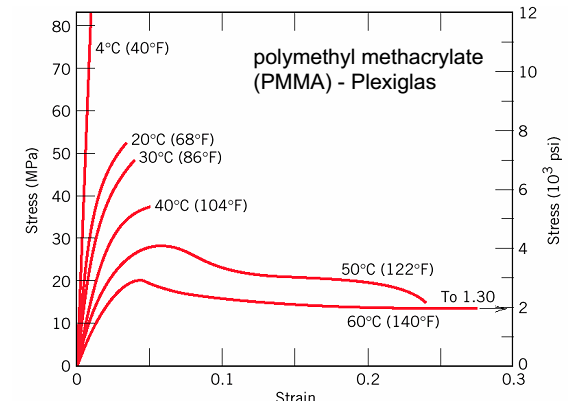 80
70
60
50
40
30
20
10
0
Stress (MPa)
4°C (40°F)
polymethyl methacrylate
(PMMA) - Plexiglas
20°C (68°F)
30°C (86°F)
40°C (104°F)
50°C (122°F)
To 1.30
60°C (140°F)
12
10
8
6
4
2
0
Stress (10³ psi)
0
0.1
0.2
0.3
Strain